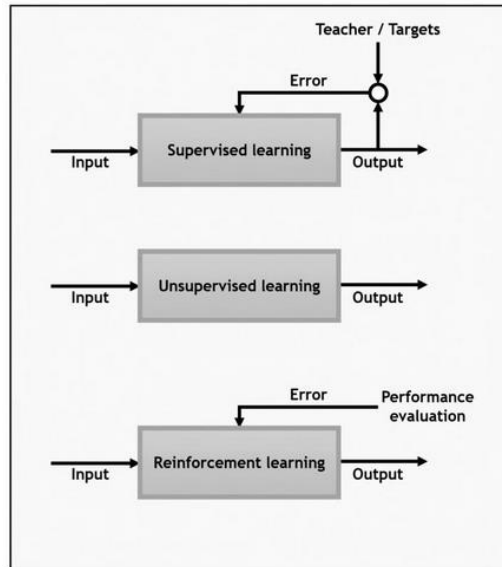 Teacher / Targets
Error
Supervised learning
Input
Output
Unsupervised learning
Input
Output
Error
Performance
evaluation
Reinforcement learning
Input
Output